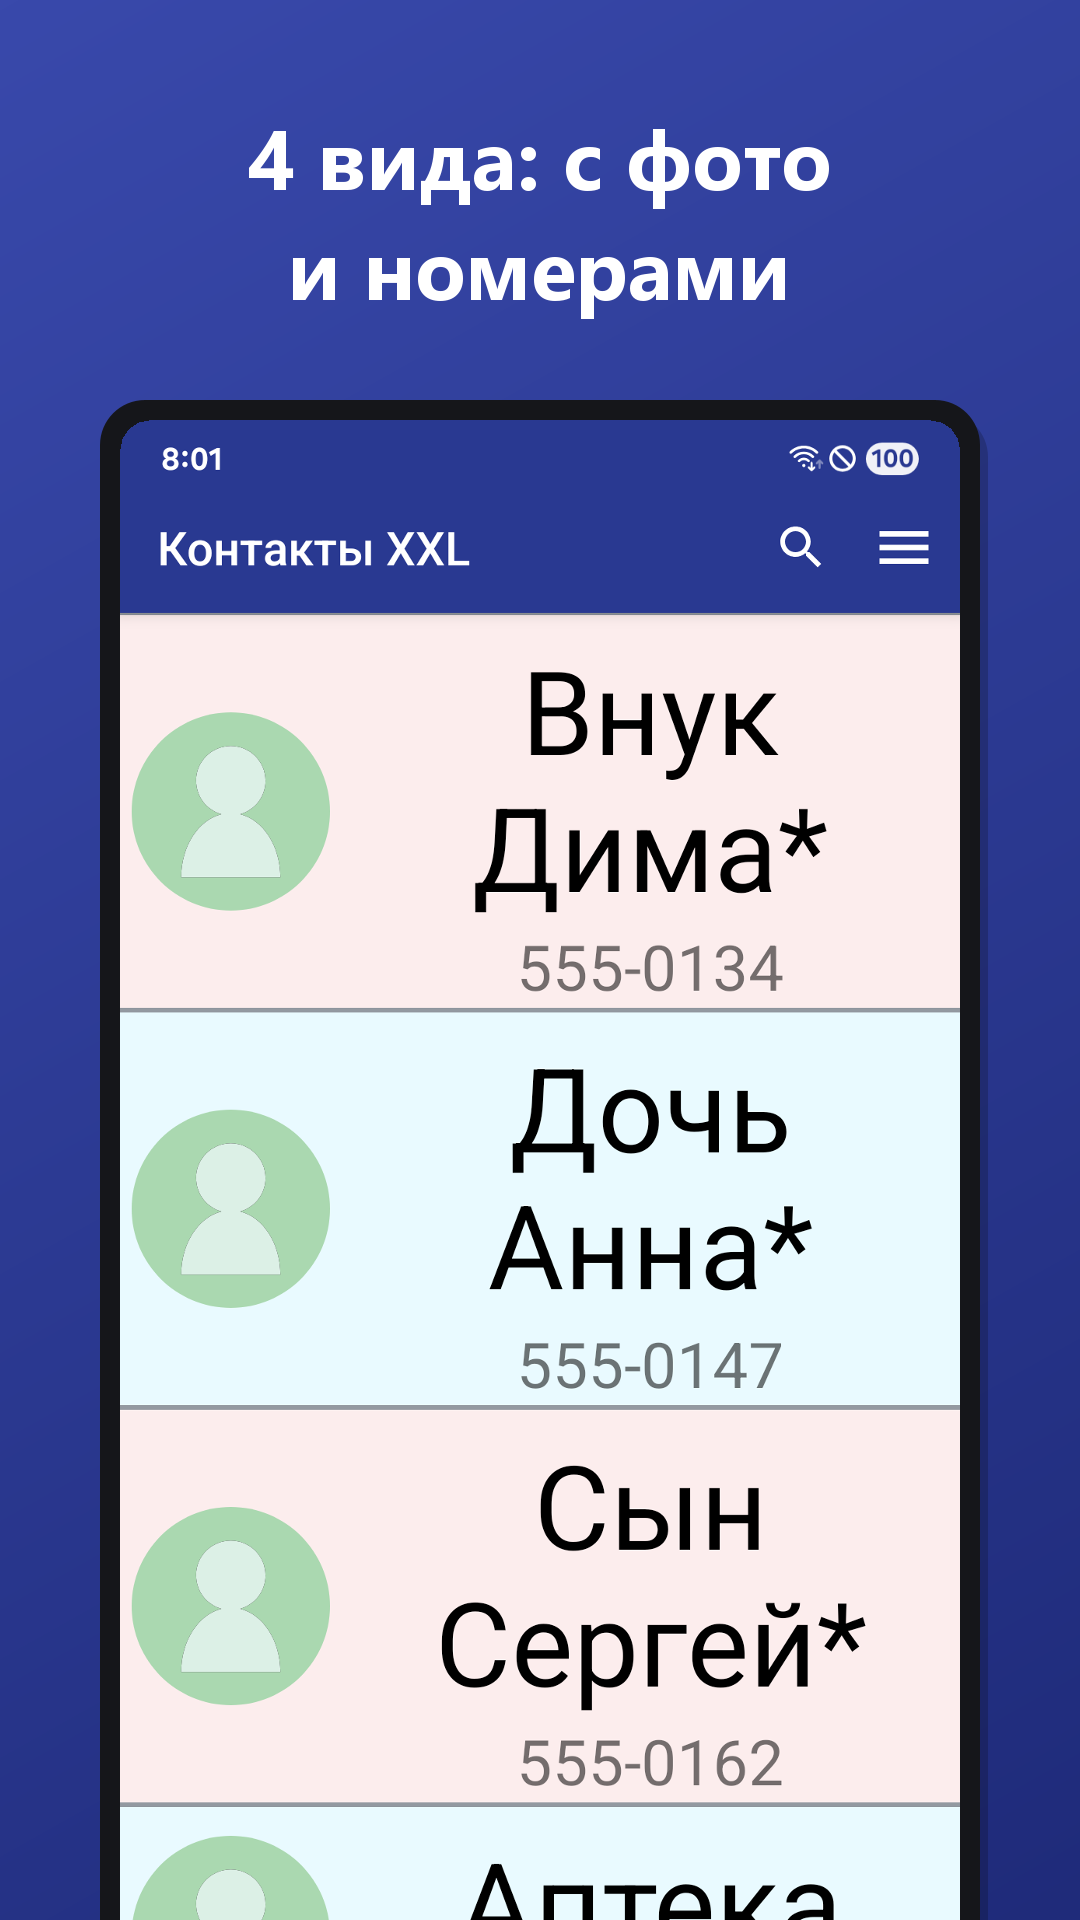 4 вида: с фото
и номерами
8:01
100
Контакты XXL
Внук
Дима*
555-0134
Дочь
Анна*
555-0147
Сын
Сергей*
555-0162
Аптека